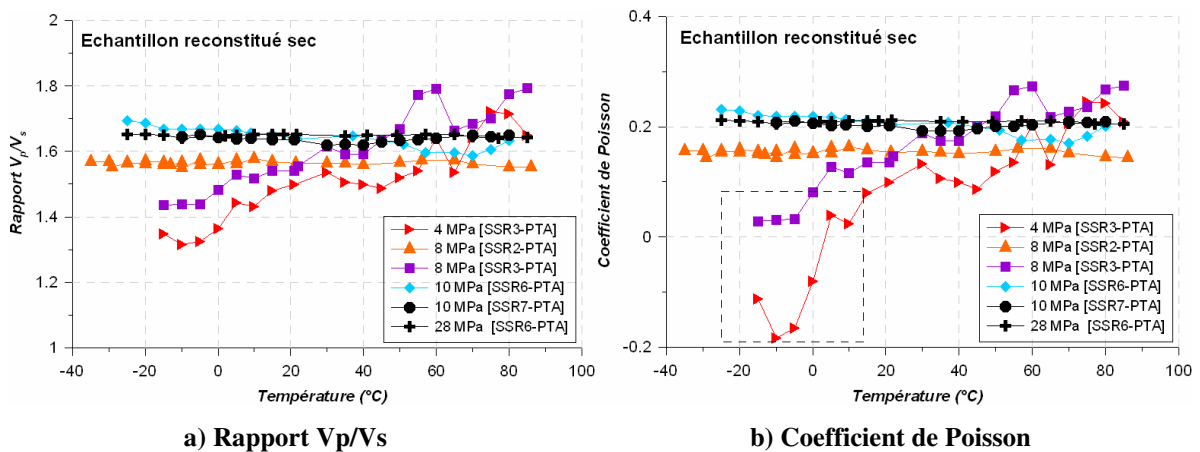 Echantillon reconstitué sec
2
1.8
1.6
1.4
1.2
1
Rapport Vp/Vs
-40 -20 0 20 40 60 80 100
Température (°C)
4 MPa [SSR3-PTA]
8 MPa [SSR2-PTA]
8 MPa [SSR3-PTA]
10 MPa [SSR6-PTA]
10 MPa [SSR7-PTA]
28 MPa [SSR6-PTA]
a) Rapport Vp/Vs
Echantillon reconstitué sec
0.4
0.2
0
-0.2
Coefficient de Poisson
-40 -20 0 20 40 60 80 100
Température (°C)
4 MPa [SSR3-PTA]
8 MPa [SSR2-PTA]
8 MPa [SSR3-PTA]
10 MPa [SSR6-PTA]
10 MPa [SSR7-PTA]
28 MPa [SSR6-PTA]
b) Coefficient de Poisson